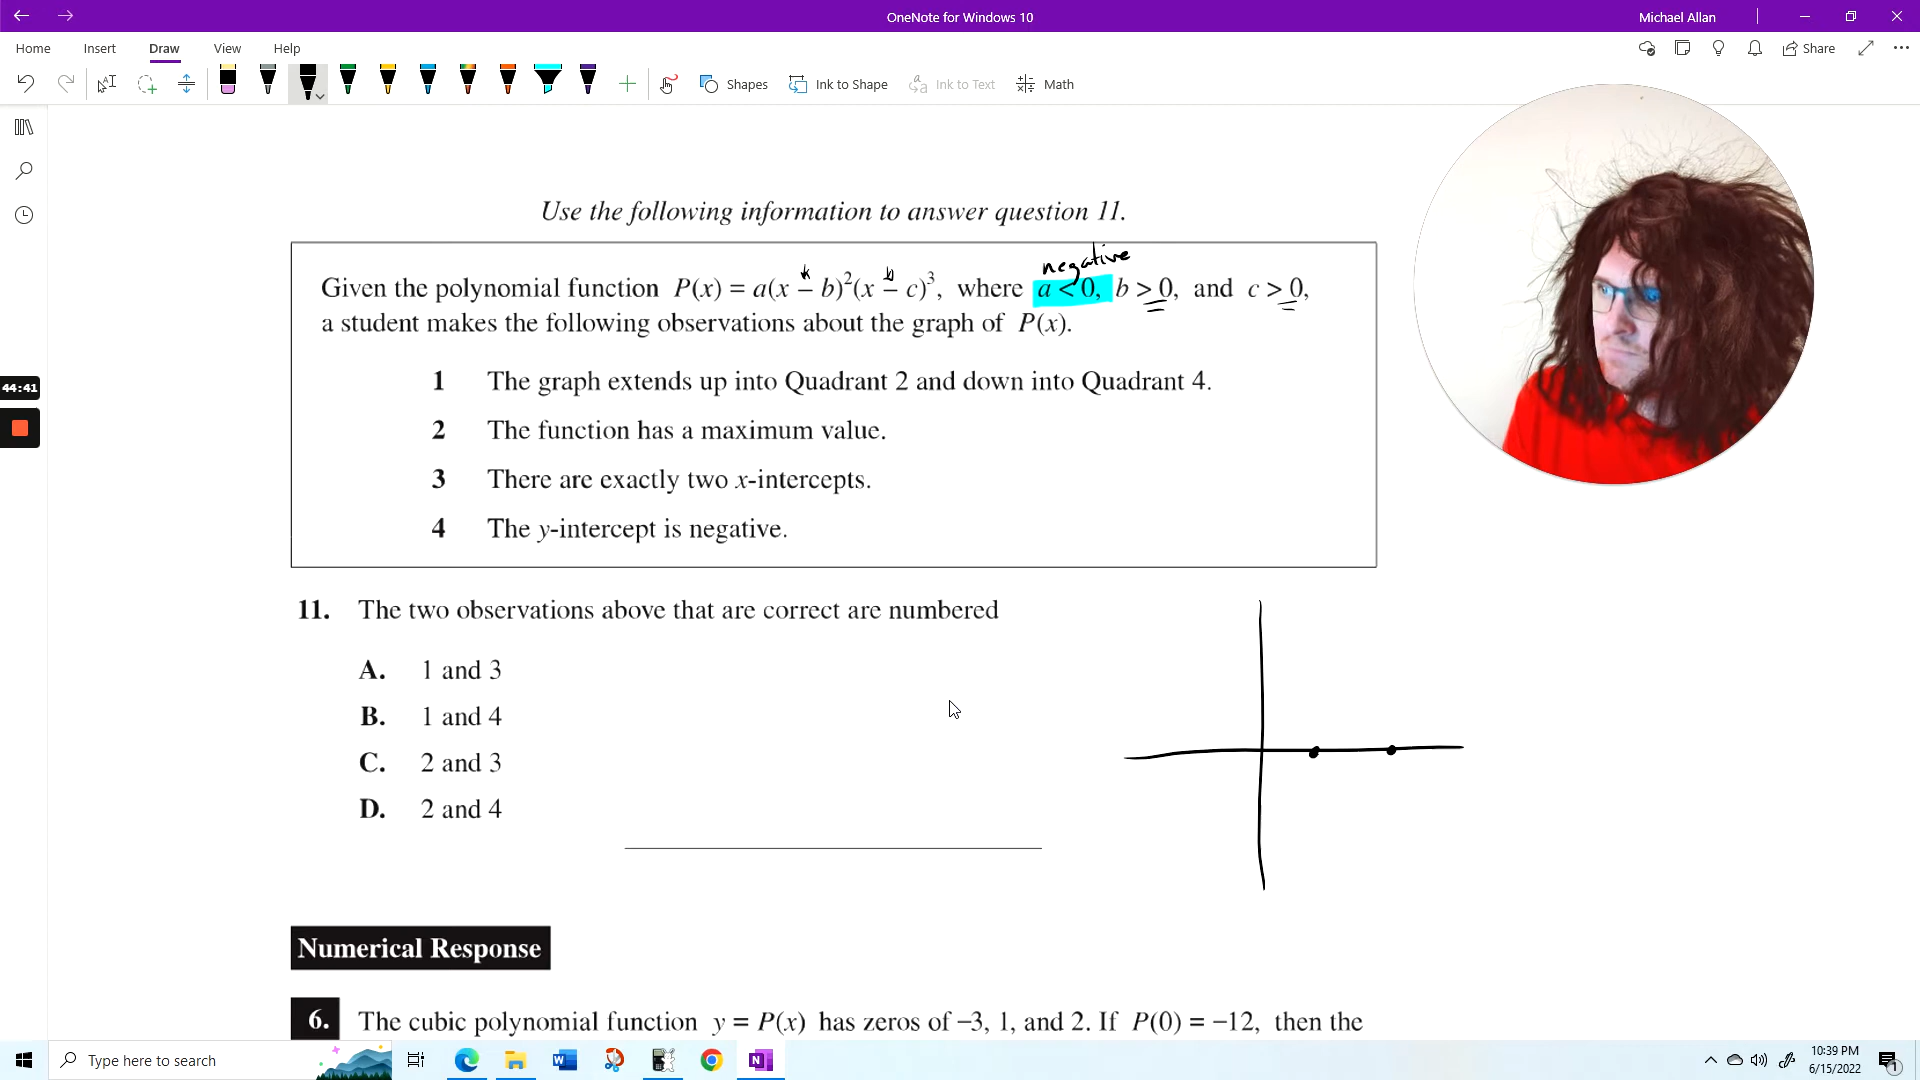 OneNote for Windows 10
Michael Allan
Home Insert Draw View Help
Share
Shapes Ink to Shape Ink to Text Math
Use the following information to answer question 11.
negative
Given the polynomial function P(x) = a(x − b)²(x − c)³, where a < 0, b > 0, and c > 0,
a student makes the following observations about the graph of P(x).
1 The graph extends up into Quadrant 2 and down into Quadrant 4.
2 The function has a maximum value.
3 There are exactly two x-intercepts.
4 The y-intercept is negative.
44:41
11. The two observations above that are correct are numbered
A. 1 and 3
B. 1 and 4
C. 2 and 3
D. 2 and 4
Numerical Response
6. The cubic polynomial function y = P(x) has zeros of −3, 1, and 2. If P(0) = −12, then the
Type here to search
10:39 PM
6/15/2022
1